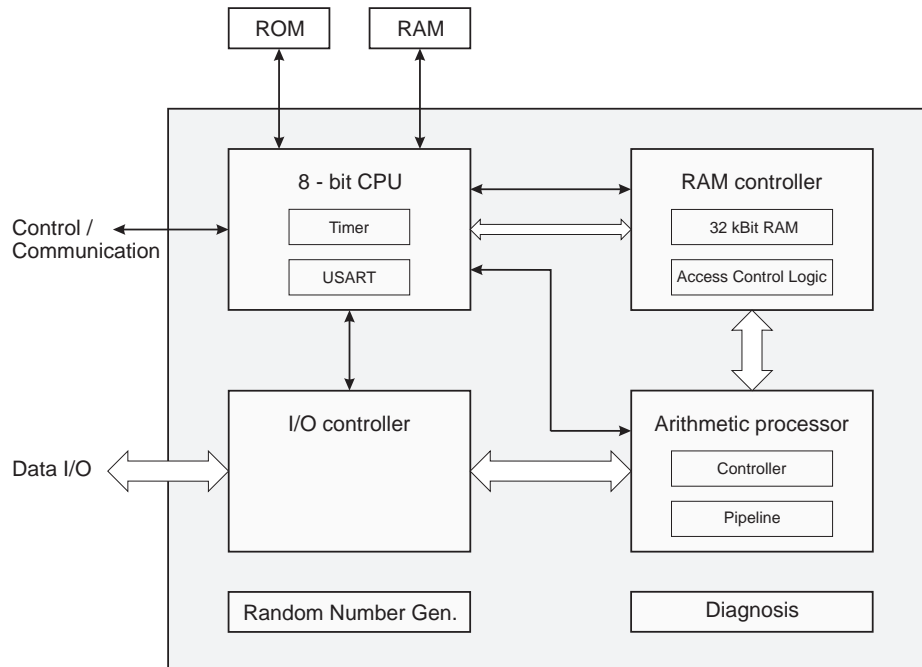 ROM
RAM
8 - bit CPU
Timer
USART
RAM controller
32 kBit RAM
Access Control Logic
Control /
Communication
I/O controller
Arithmetic processor
Controller
Pipeline
Data I/O
Random Number Gen.
Diagnosis